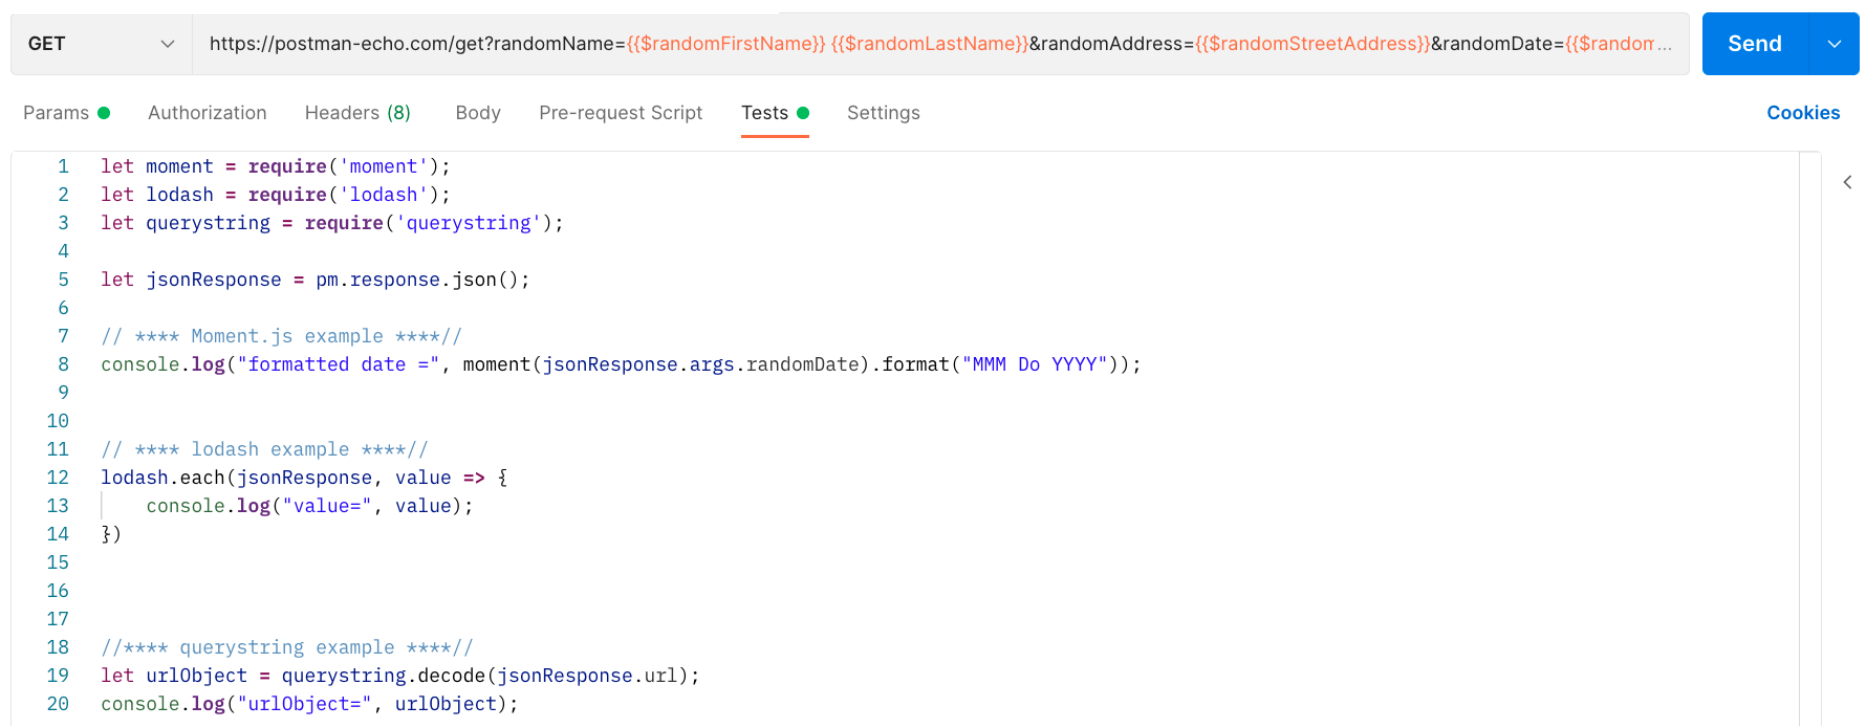 GET https://postman-echo.com/get?randomName={{$randomFirstName}} {{$randomLastName}}&randomAddress={{$randomStreetAddress}}&randomDate={{$random... Send
Params Authorization Headers (8) Body Pre-request Script Tests Settings Cookies
1 let moment = require('moment');
2 let lodash = require('lodash');
3 let querystring = require('querystring');
4
5 let jsonResponse = pm.response.json();
6
7 // **** Moment.js example ****//
8 console.log("formatted date =", moment(jsonResponse.args.randomDate).format("MMM Do YYYY"));
9
10
11 // **** lodash example ****//
12 lodash.each(jsonResponse, value => {
13 console.log("value=", value);
14 })
15
16
17
18 //**** querystring example ****//
19 let urlObject = querystring.decode(jsonResponse.url);
20 console.log("urlObject=", urlObject);